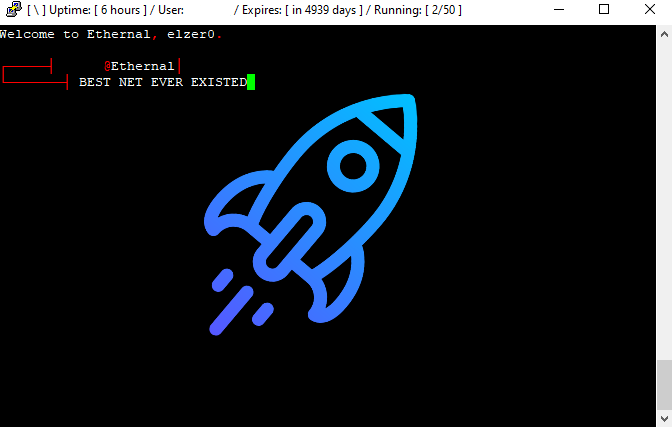 [ \ ] Uptime: [ 6 hours ] / User: / Expires: [ in 4939 days ] / Running: [ 2/50 ]
Welcome to Ethernal, elzer0.
@Ethernal
BEST NET EVER EXISTED